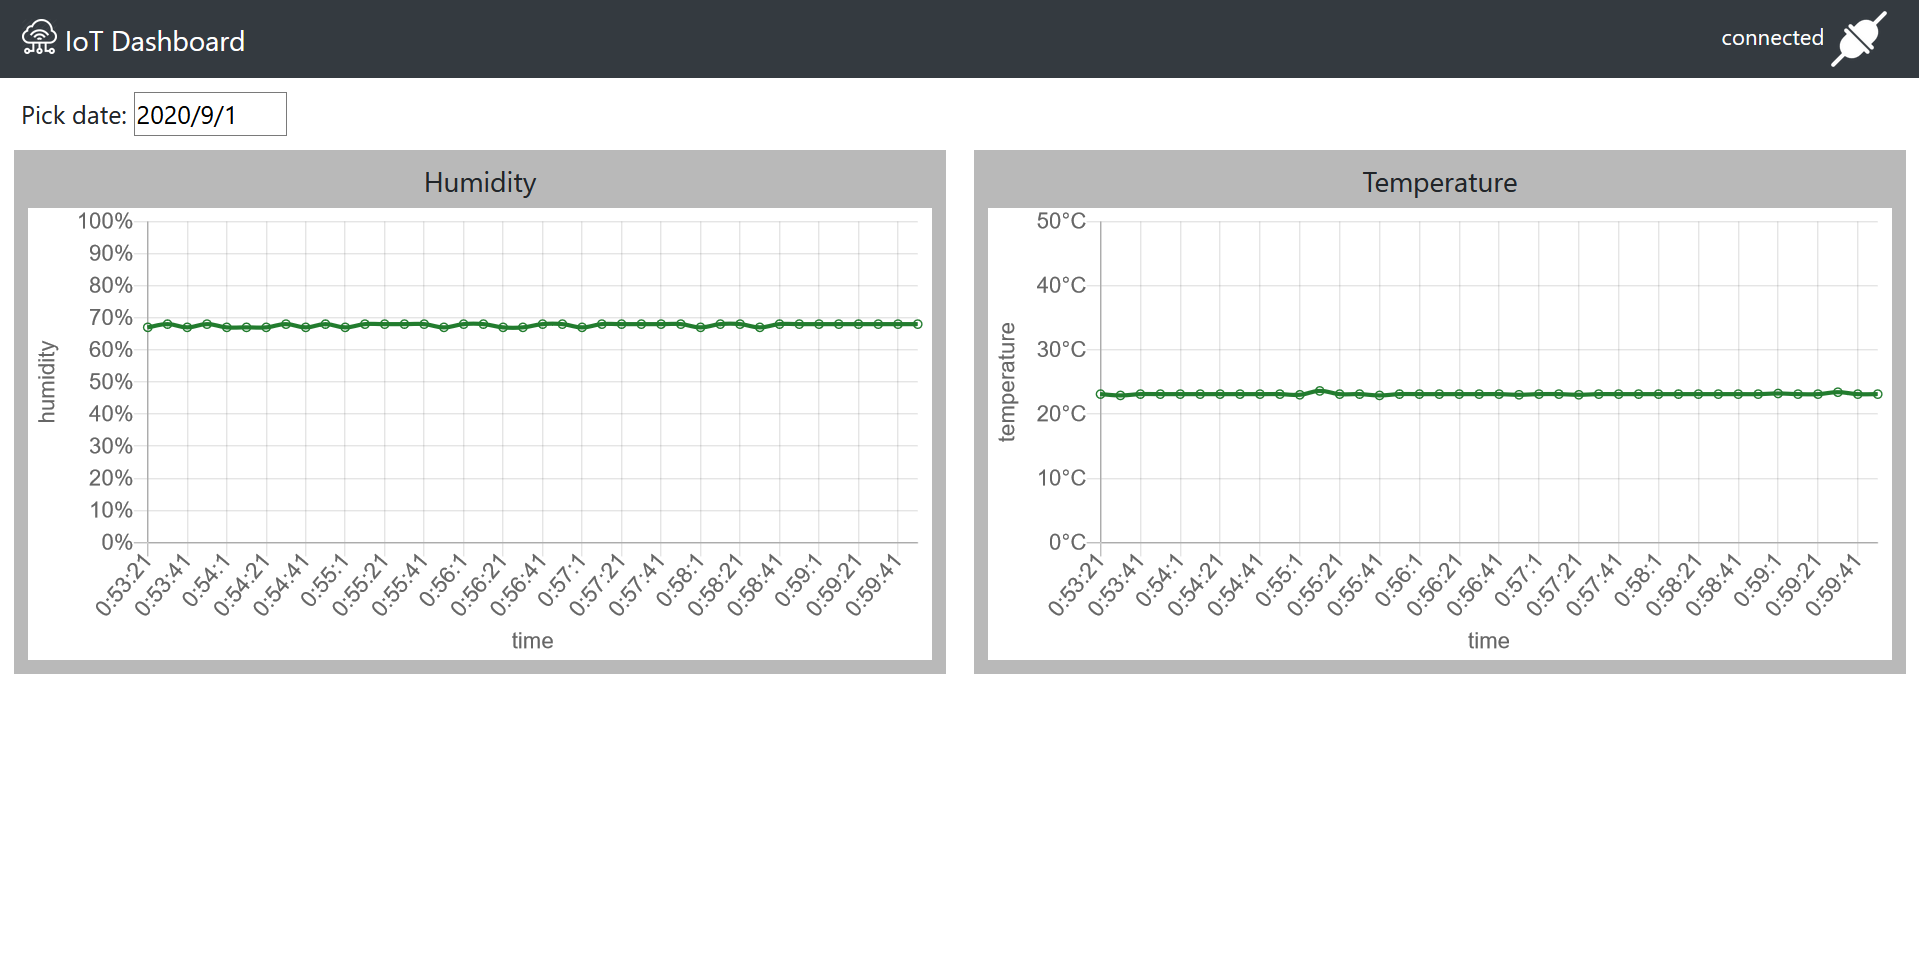 IoT Dashboard
connected
Pick date: 2020/9/1
Humidity
100%
90%
80%
70%
60%
50%
40%
30%
20%
10%
0%
humidity
0:53:21 0:53:41 0:54:1 0:54:21 0:54:41 0:55:1 0:55:21 0:55:41 0:56:1 0:56:21 0:56:41 0:57:1 0:57:21 0:57:41 0:58:1 0:58:21 0:58:41 0:59:1 0:59:21 0:59:41
time
Temperature
50°C
40°C
30°C
20°C
10°C
0°C
temperature
0:53:21 0:53:41 0:54:1 0:54:21 0:54:41 0:55:1 0:55:21 0:55:41 0:56:1 0:56:21 0:56:41 0:57:1 0:57:21 0:57:41 0:58:1 0:58:21 0:58:41 0:59:1 0:59:21 0:59:41
time